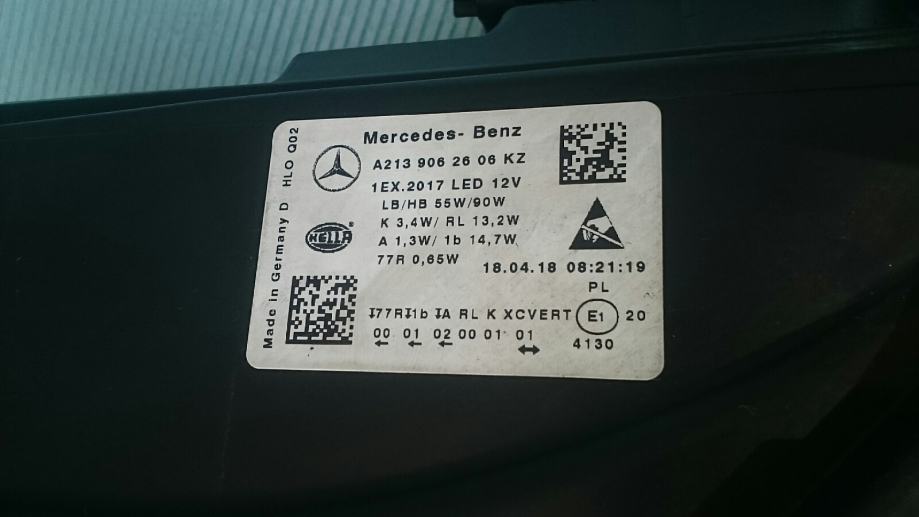 Mercedes- Benz
A213 906 26 06 KZ
1EX.2017 LED 12V
LB/HB 55W/90W
K 3,4W/ RL 13,2W
A 1,3W/ 1b 14,7W
77R 0,65W
18.04.18 08:21:19
PL
HELLA
Made in Germany D HLO Q02
I77RI1b IA RL K XCVERT E1 20
00 01 02 00 01 01
4130